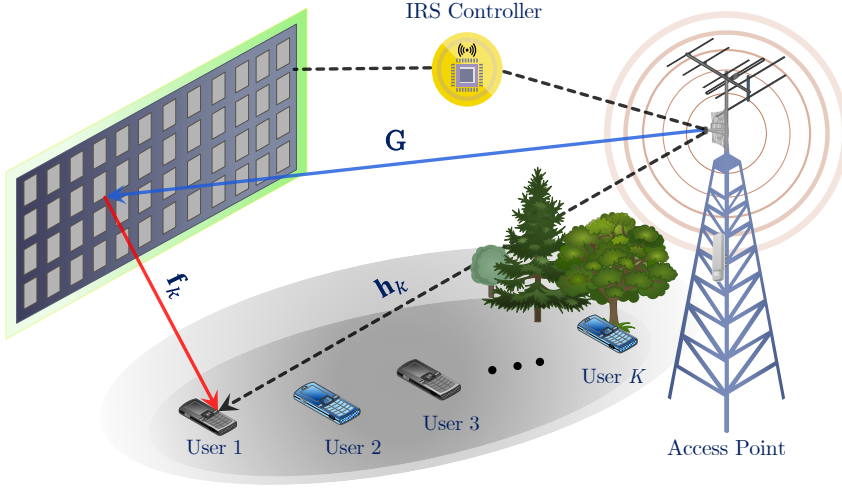 IRS Controller
G
f_k
h_k
User 1
User 2
User 3
User K
Access Point